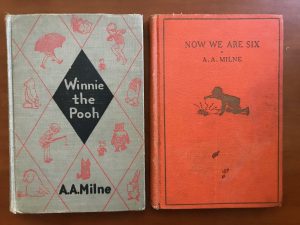 Winnie
the
Pooh
A.A.Milne
NOW WE ARE SIX
A. A. MILNE